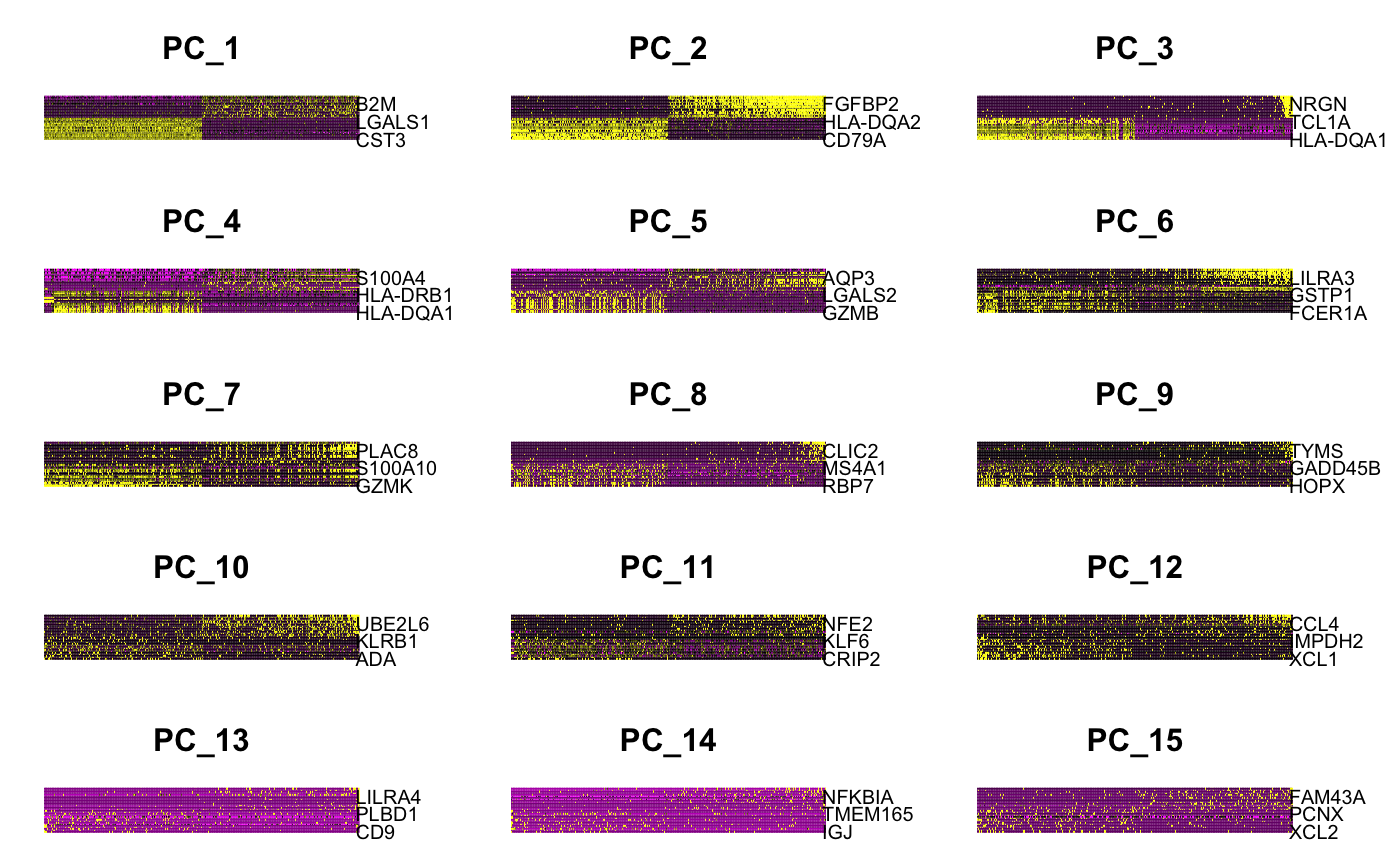 PC_1 PC_2 PC_3
B2M FGFBP2 NRGN
LGALS1 HLA-DQA2 TCL1A
CST3 CD79A HLA-DQA1
PC_4 PC_5 PC_6
S100A4 AQP3 LILRA3
HLA-DRB1 LGALS2 GSTP1
HLA-DQA1 GZMB FCER1A
PC_7 PC_8 PC_9
PLAC8 CLIC2 TYMS
S100A10 MS4A1 GADD45B
GZMK RBP7 HOPX
PC_10 PC_11 PC_12
UBE2L6 NFE2 CCL4
KLRB1 KLF6 IMPDH2
ADA CRIP2 XCL1
PC_13 PC_14 PC_15
LILRA4 NFKBIA FAM43A
PLBD1 TMEM165 PCNX
CD9 IGJ XCL2